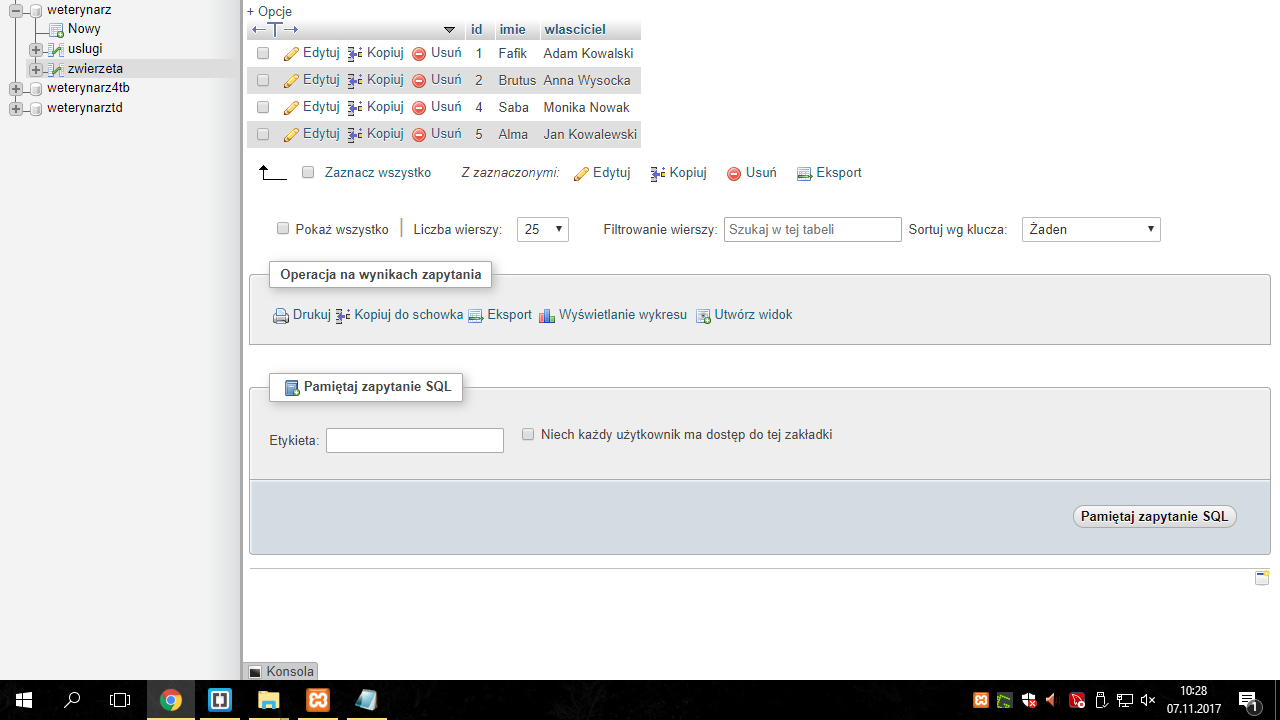 weterynarz
Nowy
uslugi
zwierzeta
weterynarz4tb
weterynarztd
+ Opcje
←T→ id imie wlasciciel
Edytuj Kopiuj Usuń 1 Fafik Adam Kowalski
Edytuj Kopiuj Usuń 2 Brutus Anna Wysocka
Edytuj Kopiuj Usuń 4 Saba Monika Nowak
Edytuj Kopiuj Usuń 5 Alma Jan Kowalewski
Zaznacz wszystko Z zaznaczonymi: Edytuj Kopiuj Usuń Eksport
Pokaż wszystko | Liczba wierszy: 25 Filtrowanie wierszy: Szukaj w tej tabeli Sortuj wg klucza: Żaden
Operacja na wynikach zapytania
Drukuj Kopiuj do schowka Eksport Wyświetlanie wykresu Utwórz widok
Pamiętaj zapytanie SQL
Etykieta: Niech każdy użytkownik ma dostęp do tej zakładki
Pamiętaj zapytanie SQL
Konsola
10:28
07.11.2017
1